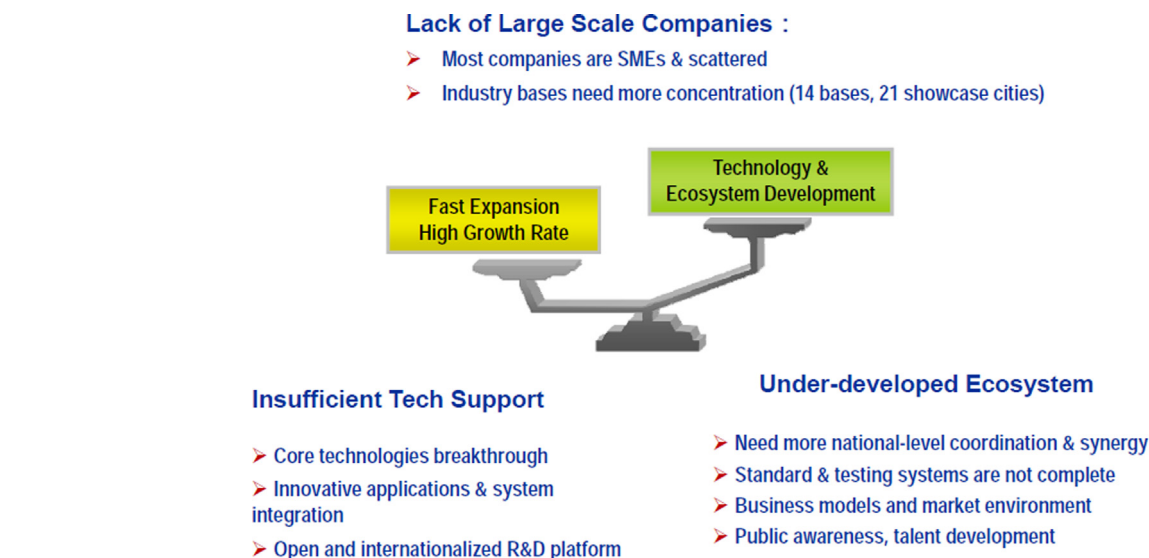 Lack of Large Scale Companies：
➢ Most companies are SMEs & scattered
➢ Industry bases need more concentration (14 bases, 21 showcase cities)
Technology &
Ecosystem Development
Fast Expansion
High Growth Rate
Insufficient Tech Support
➢ Core technologies breakthrough
➢ Innovative applications & system
integration
➢ Open and internationalized R&D platform
Under-developed Ecosystem
➢ Need more national-level coordination & synergy
➢ Standard & testing systems are not complete
➢ Business models and market environment
➢ Public awareness, talent development